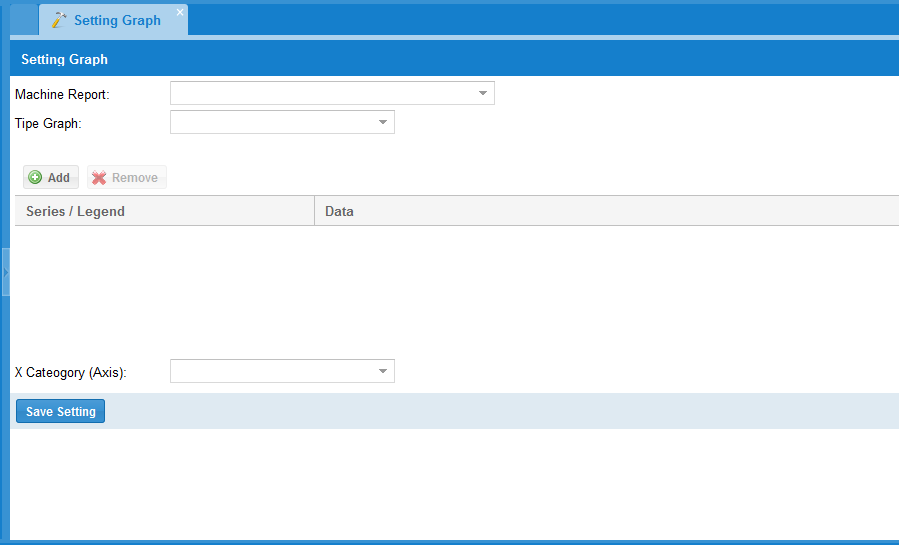 Setting Graph
Setting Graph
Machine Report:
Tipe Graph:
Add Remove
Series / Legend Data
X Cateogory (Axis):
Save Setting